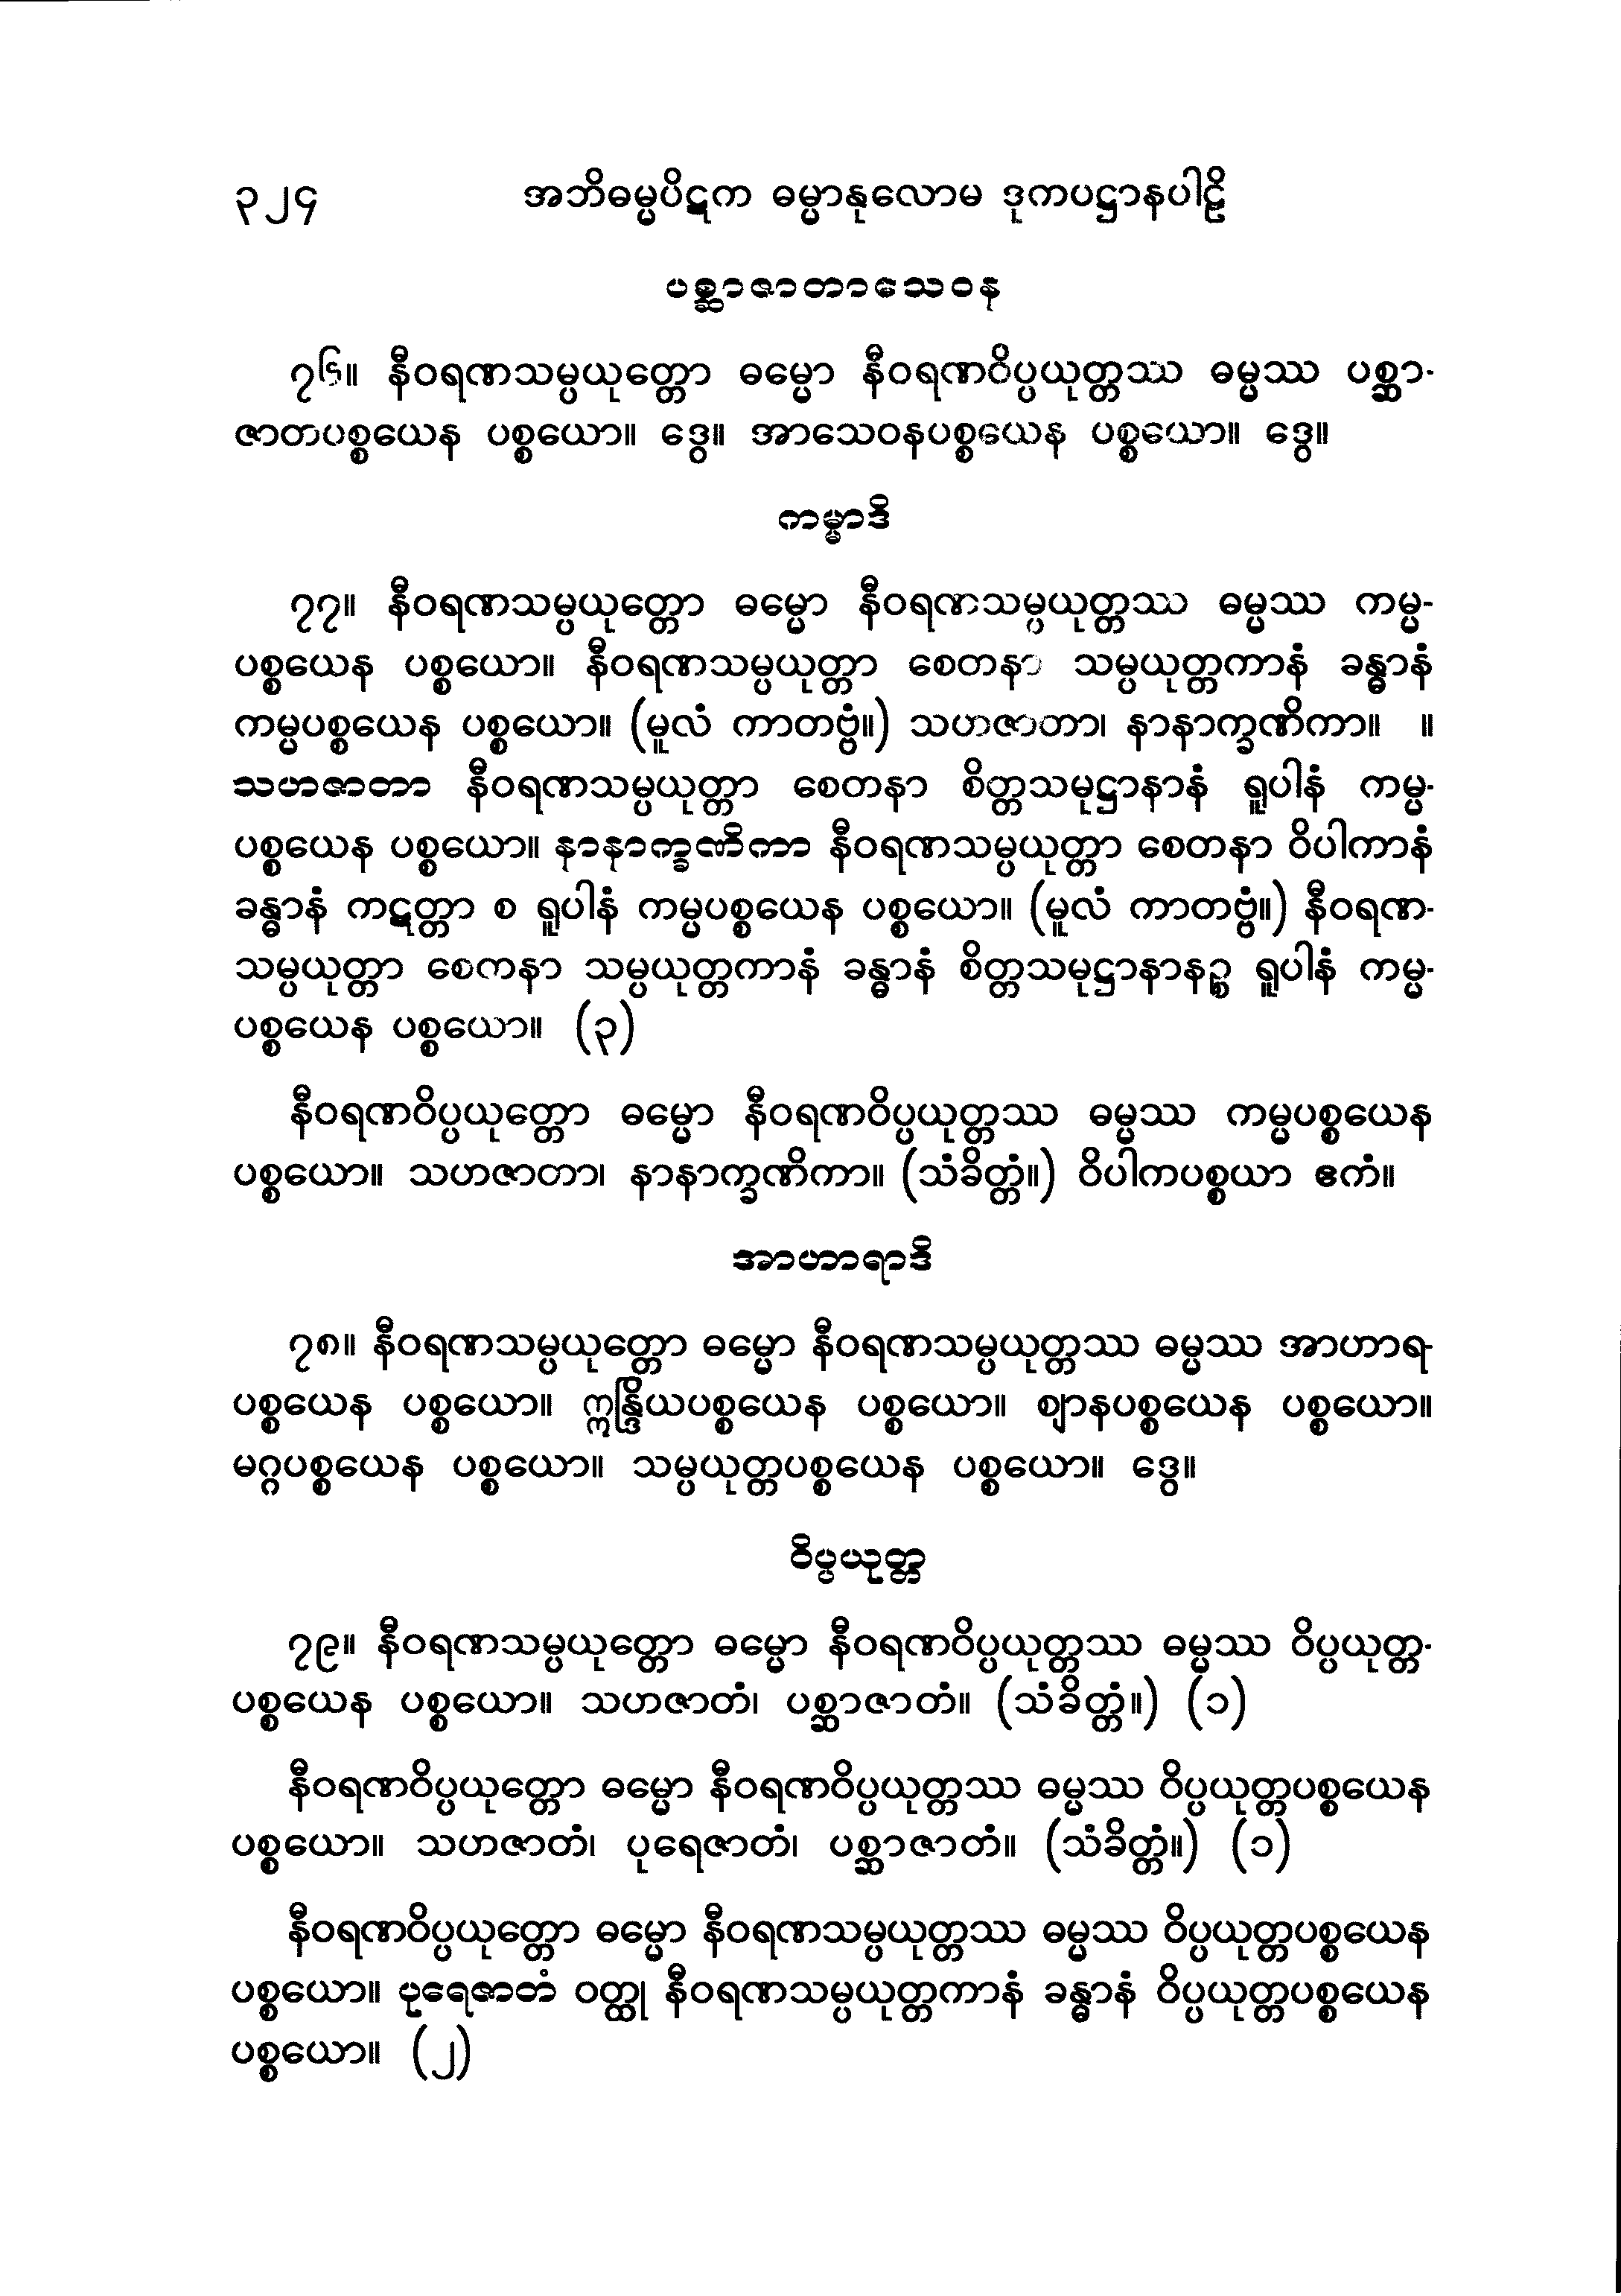 ၃၂၄ အဘိဓမ္မပိဋက ဓမ္မာနုလောမ ဒုကပဋ္ဌာနပါဠိ
ပစ္ဆာဇာတာသေဝန
၇၆။ နီဝရဏသမ္ပယုတ္တော ဓမ္မော နီဝရဏဝိပ္ပယုတ္တဿ ဓမ္မဿ ပစ္ဆာ-
ဇာတပစ္စယေန ပစ္စယော။ ဒွေ။ အာသေဝနပစ္စယေန ပစ္စယော။ ဒွေ။
ကမ္မာဒိ
၇၇။ နီဝရဏသမ္ပယုတ္တော ဓမ္မော နီဝရဏသမ္ပယုတ္တဿ ဓမ္မဿ ကမ္မ-
ပစ္စယေန ပစ္စယော။ နီဝရဏသမ္ပယုတ္တာ စေတနာ သမ္ပယုတ္တကာနံ ခန္ဓာနံ
ကမ္မပစ္စယေန ပစ္စယော။ (မူလံ ကာတဗ္ဗံ။) သဟဇာတာ၊ နာနာက္ခဏိကာ။ ။
သဟဇာတာ နီဝရဏသမ္ပယုတ္တာ စေတနာ စိတ္တသမုဋ္ဌာနာနံ ရူပါနံ ကမ္မ-
ပစ္စယေန ပစ္စယော။ နာနာက္ခဏိကာ နီဝရဏသမ္ပယုတ္တာ စေတနာ ဝိပါကာနံ
ခန္ဓာနံ ကဋတ္တာ စ ရူပါနံ ကမ္မပစ္စယေန ပစ္စယော။ (မူလံ ကာတဗ္ဗံ။) နီဝရဏ-
သမ္ပယုတ္တာ စေတနာ သမ္ပယုတ္တကာနံ ခန္ဓာနံ စိတ္တသမုဋ္ဌာနာနဉ္စ ရူပါနံ ကမ္မ-
ပစ္စယေန ပစ္စယော။ (၃)
နီဝရဏဝိပ္ပယုတ္တော ဓမ္မော နီဝရဏဝိပ္ပယုတ္တဿ ဓမ္မဿ ကမ္မပစ္စယေန
ပစ္စယော။ သဟဇာတာ၊ နာနာက္ခဏိကာ။ (သံခိတ္တံ။) ဝိပါကပစ္စယာ ဧကံ။
အာဟာရာဒိ
၇၈။ နီဝရဏသမ္ပယုတ္တော ဓမ္မော နီဝရဏသမ္ပယုတ္တဿ ဓမ္မဿ အာဟာရ-
ပစ္စယေန ပစ္စယော။ ဣန္ဒြိယပစ္စယေန ပစ္စယော။ ဈာနပစ္စယေန ပစ္စယော။
မဂ္ဂပစ္စယေန ပစ္စယော။ သမ္ပယုတ္တပစ္စယေန ပစ္စယော။ ဒွေ။
ဝိပ္ပယုတ္တ
၇၉။ နီဝရဏသမ္ပယုတ္တော ဓမ္မော နီဝရဏဝိပ္ပယုတ္တဿ ဓမ္မဿ ဝိပ္ပယုတ္တ-
ပစ္စယေန ပစ္စယော။ သဟဇာတံ၊ ပစ္ဆာဇာတံ။ (သံခိတ္တံ။) (၁)
နီဝရဏဝိပ္ပယုတ္တော ဓမ္မော နီဝရဏဝိပ္ပယုတ္တဿ ဓမ္မဿ ဝိပ္ပယုတ္တပစ္စယေန
ပစ္စယော။ သဟဇာတံ၊ ပုရေဇာတံ၊ ပစ္ဆာဇာတံ။ (သံခိတ္တံ။) (၁)
နီဝရဏဝိပ္ပယုတ္တော ဓမ္မော နီဝရဏသမ္ပယုတ္တဿ ဓမ္မဿ ဝိပ္ပယုတ္တပစ္စယေန
ပစ္စယော။ ပုရေဇာတံ ဝတ္ထု နီဝရဏသမ္ပယုတ္တကာနံ ခန္ဓာနံ ဝိပ္ပယုတ္တပစ္စယေန
ပစ္စယော။ (၂)